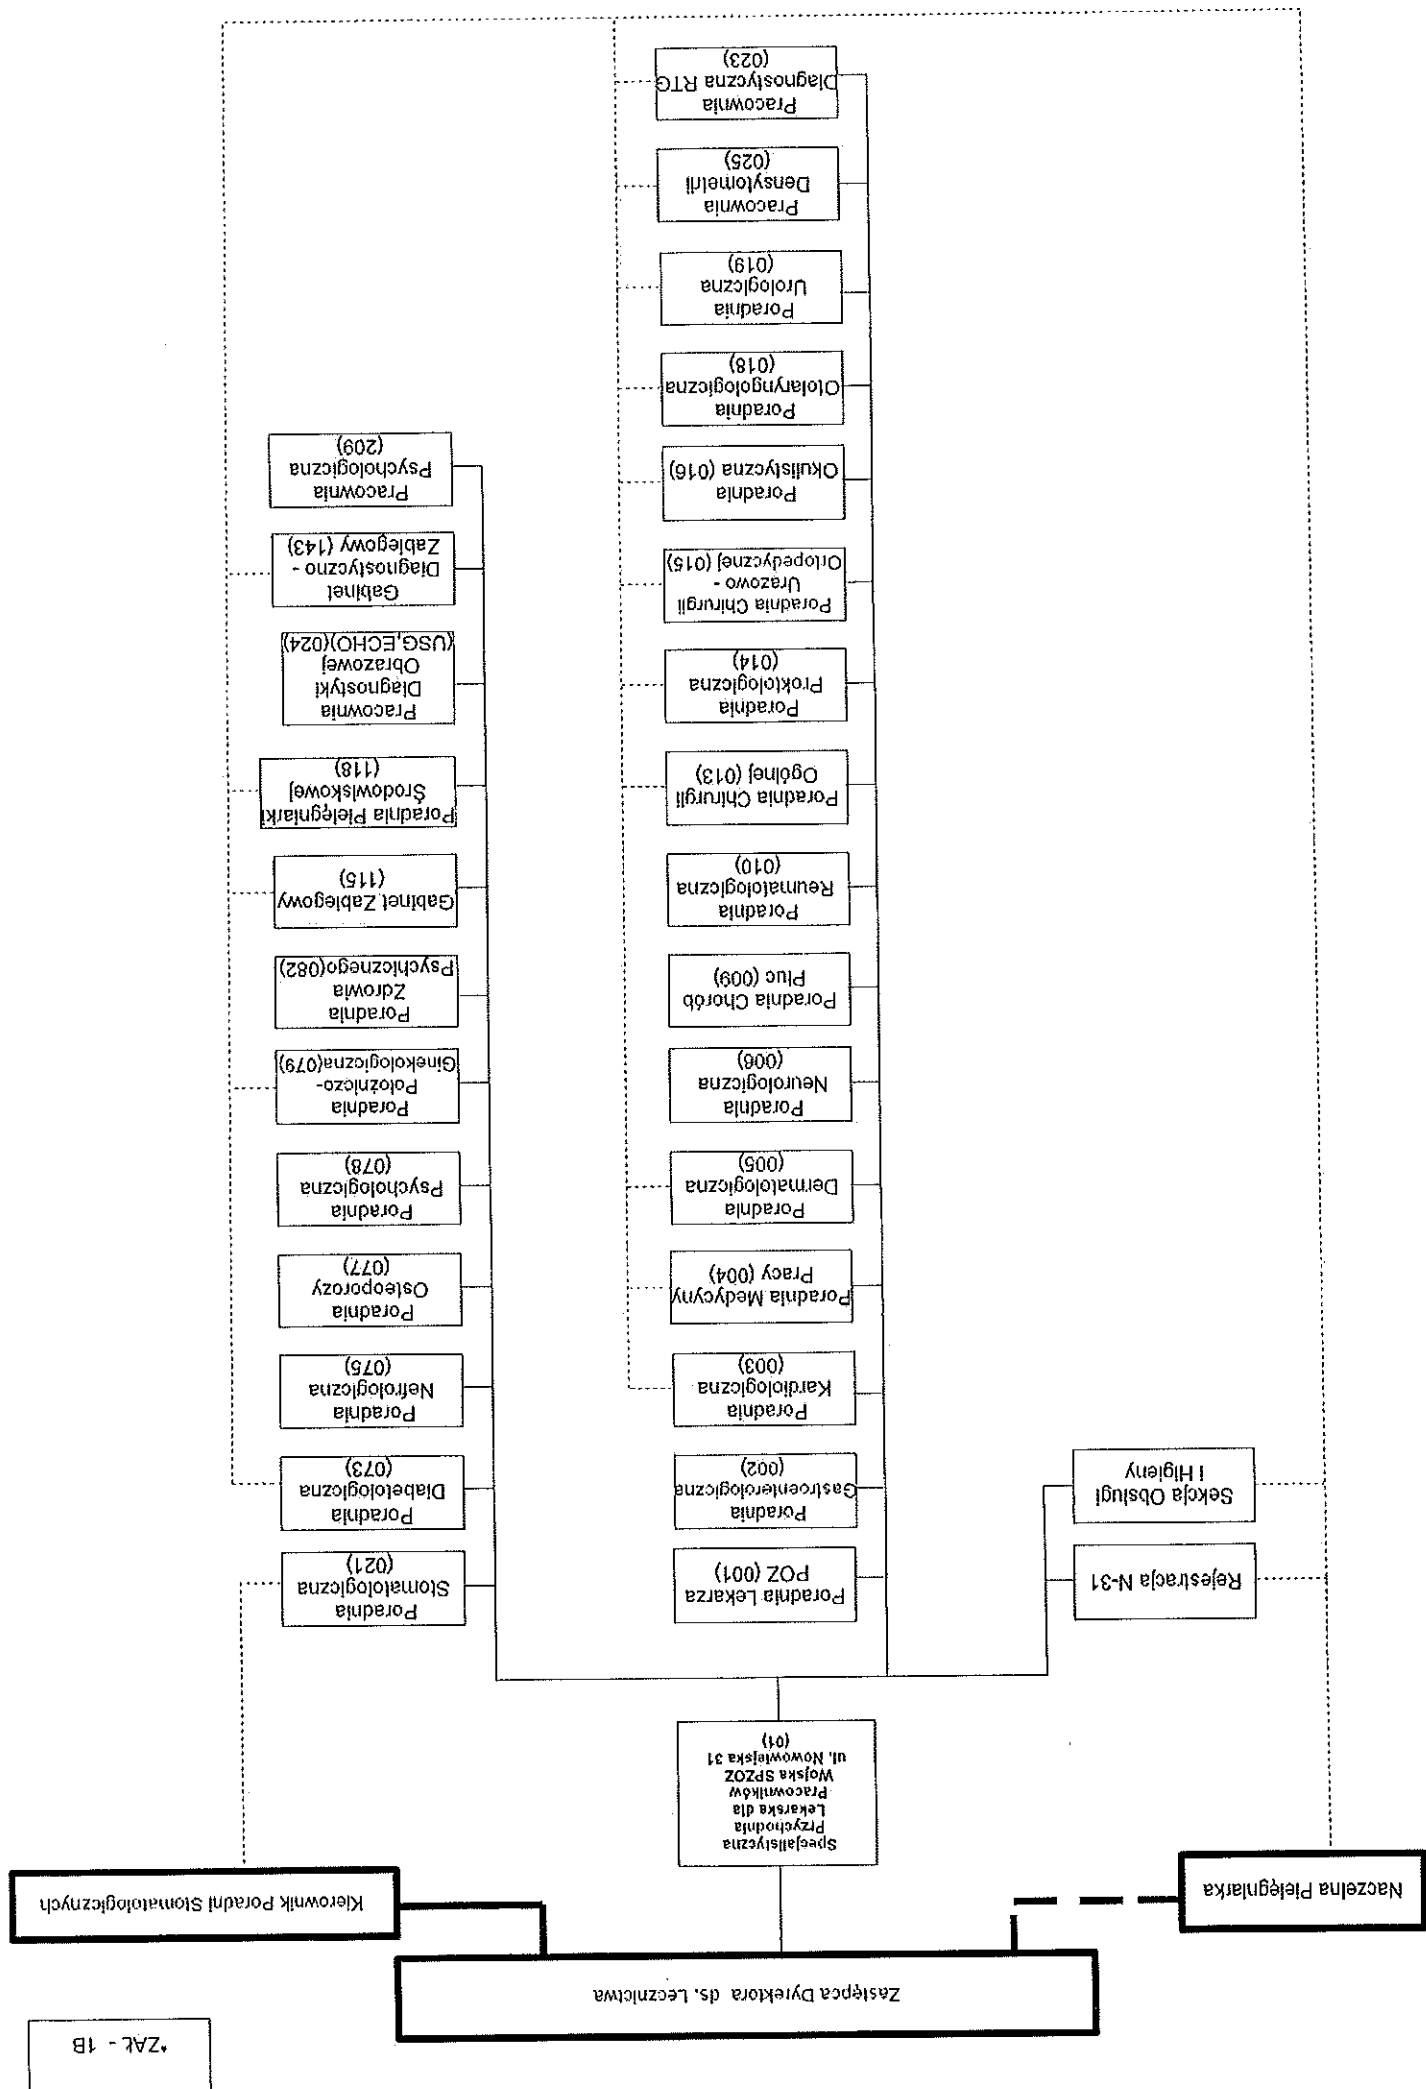 *ZAŁ - 1B
Zastępca Dyrektora ds. Lecznictwa
Naczelna Pielęgniarka
Kierownik Poradni Stomatologicznych
Specjalistyczna
Przychodnia
Lekarska dla
Pracowników
Wojska SPZOZ
ul. Nowowiejska 31
(01)
Rejestracja N-31
Sekcja Obsługi
i Higieny
Poradnia Lekarza
POZ (001)
Poradnia
Gastroenterologiczna
(002)
Poradnia
Kardiologiczna
(003)
Poradnia Medycyny
Pracy (004)
Poradnia
Dermatologiczna
(005)
Poradnia
Neurologiczna
(006)
Poradnia Chorób
Płuc (009)
Poradnia
Reumatologiczna
(010)
Poradnia Chirurgii
Ogólnej (013)
Poradnia
Proktologiczna
(014)
Poradnia Chirurgii
Urazowo -
Ortopedycznej (015)
Poradnia
Okulistyczna (016)
Poradnia
Otolaryngologiczna
(018)
Poradnia
Urologiczna
(019)
Pracownia
Densytometrii
(025)
Pracownia
Diagnostyczna RTG
(023)
Poradnia
Stomatologiczna
(021)
Poradnia
Diabetologiczna
(073)
Poradnia
Nefrologiczna
(075)
Poradnia
Osteoporozy
(077)
Poradnia
Psychologiczna
(078)
Poradnia
Położniczo-
Ginekologiczna(079)
Poradnia
Zdrowia
Psychicznego(082)
Gabinet Zabiegowy
(115)
Poradnia Pielęgniarki
Środowiskowej
(118)
Pracownia
Diagnostyki
Obrazowej
(USG,ECHO)(024)
Gabinet
Diagnostyczno -
Zabiegowy (143)
Pracownia
Psychologiczna
(209)